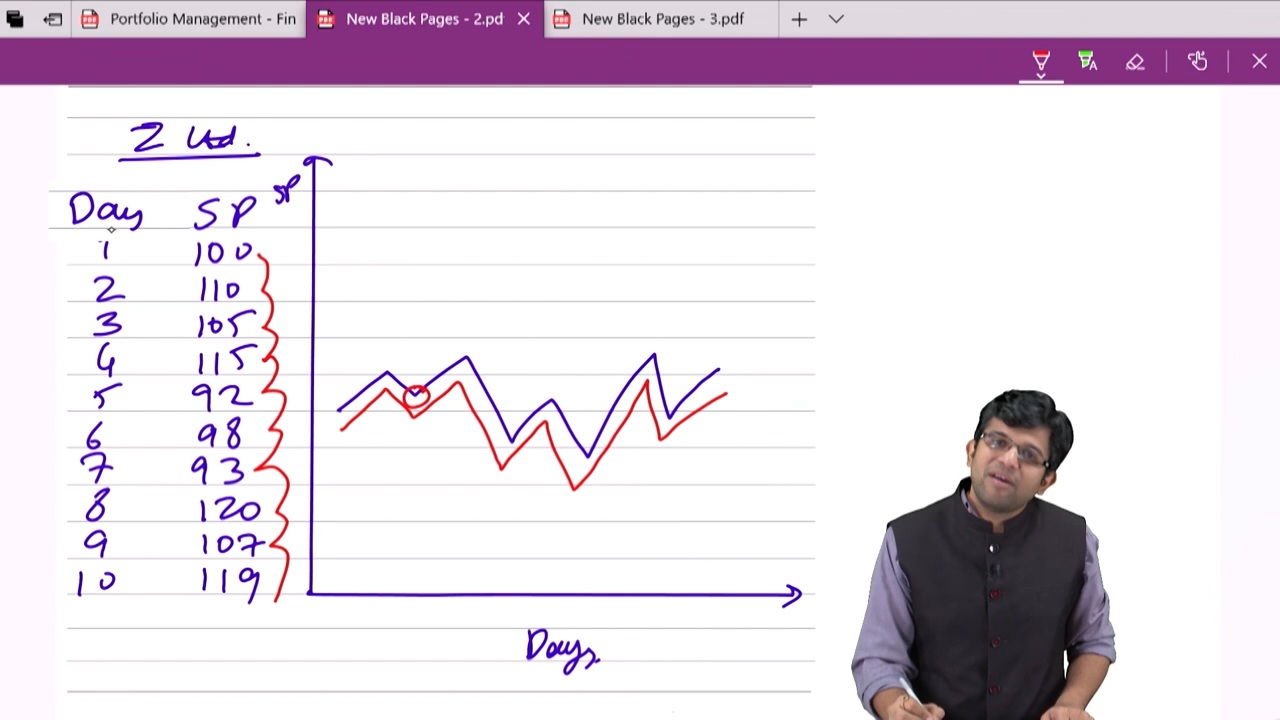 Portfolio Management - Fin
New Black Pages - 2.pd
New Black Pages - 3.pdf
Z Ltd.
Day SP
SP
1 100
2 110
3 105
4 115
5 92
6 98
7 93
8 120
9 107
10 119
Days